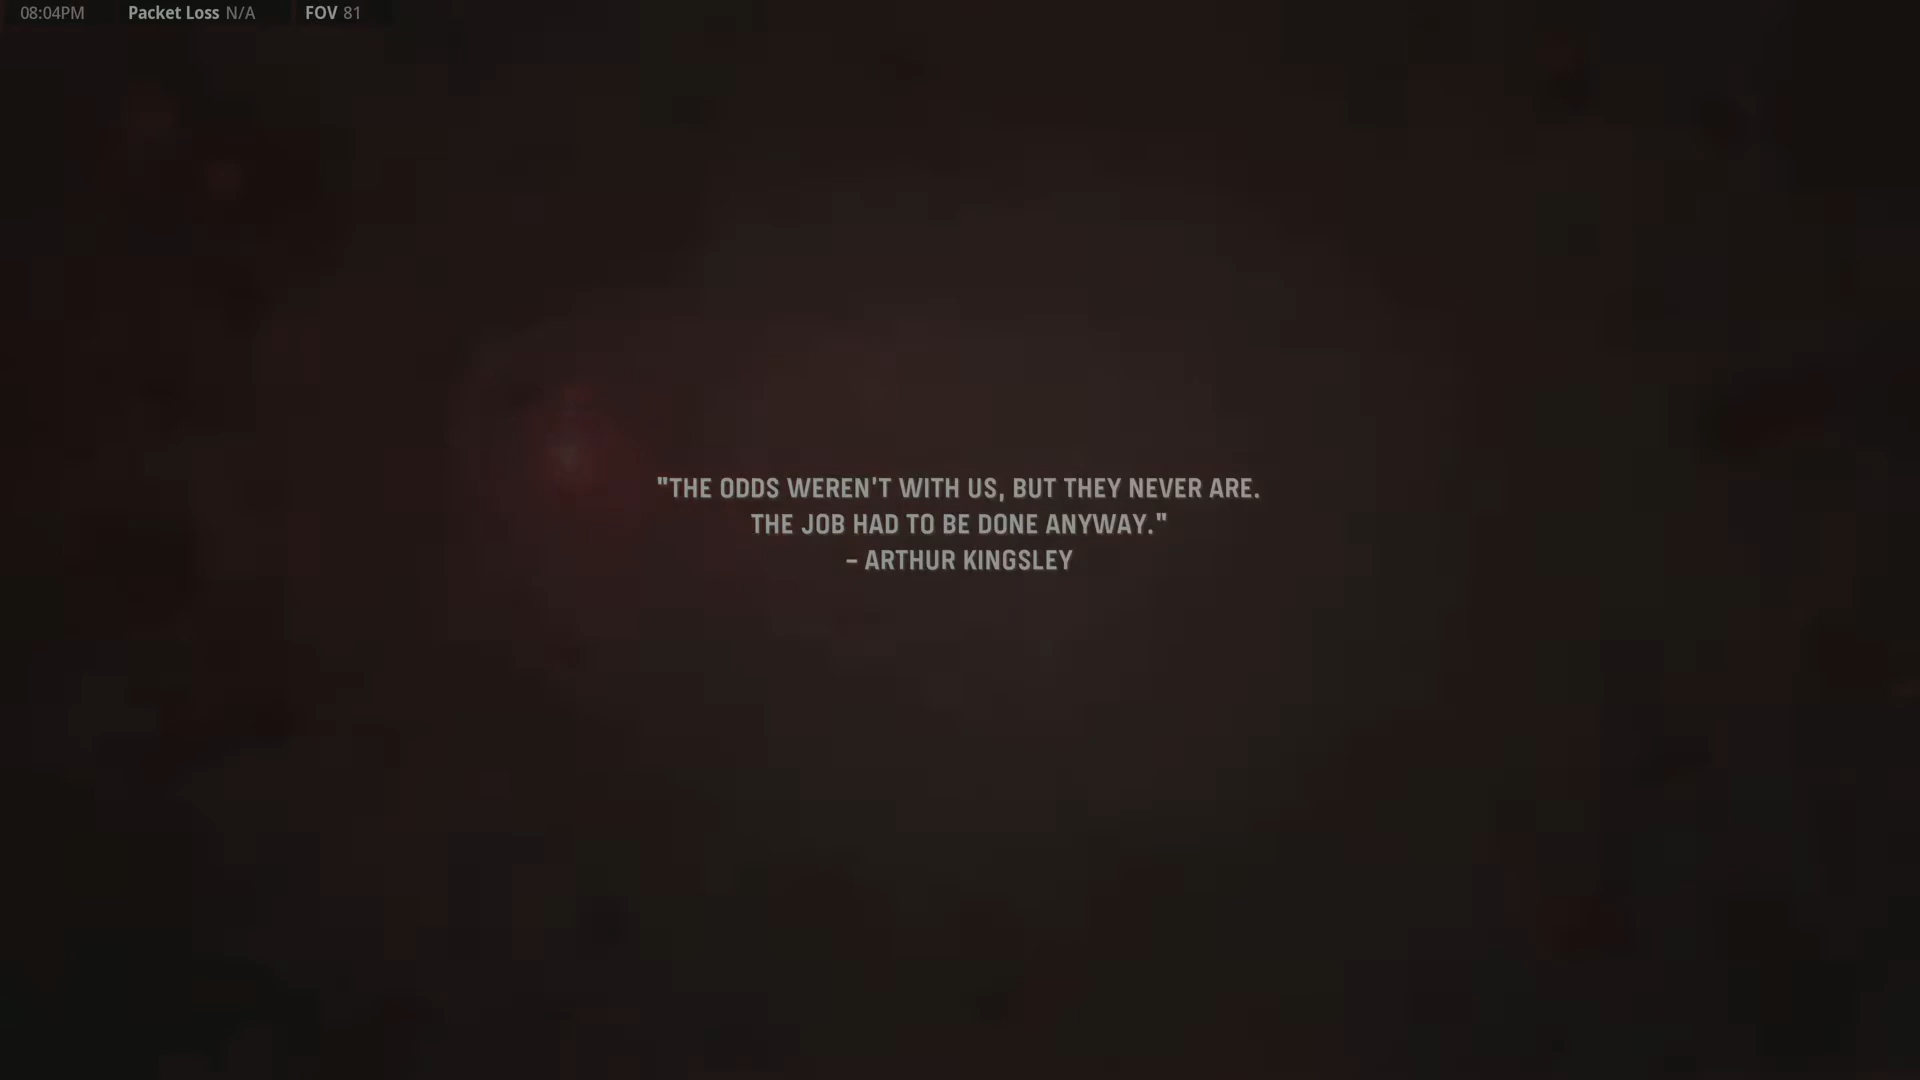 08:04PM Packet Loss N/A FOV 81
"THE ODDS WEREN'T WITH US, BUT THEY NEVER ARE.
THE JOB HAD TO BE DONE ANYWAY."
– ARTHUR KINGSLEY